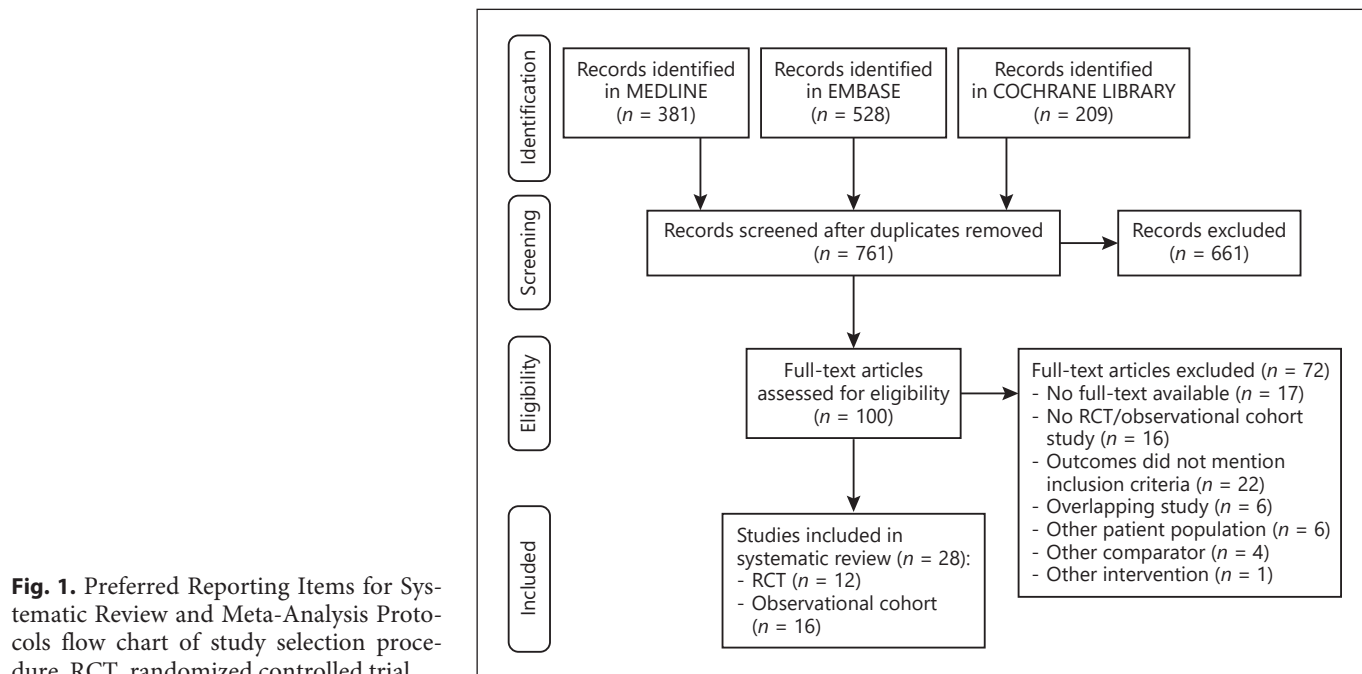 Identification
Records identified
in MEDLINE
(n = 381)
Records identified
in EMBASE
(n = 528)
Records identified
in COCHRANE LIBRARY
(n = 209)
Screening
Records screened after duplicates removed
(n = 761)
Records excluded
(n = 661)
Eligibility
Full-text articles
assessed for eligibility
(n = 100)
Full-text articles excluded (n = 72)
- No full-text available (n = 17)
- No RCT/observational cohort
study (n = 16)
- Outcomes did not mention
inclusion criteria (n = 22)
- Overlapping study (n = 6)
- Other patient population (n = 6)
- Other comparator (n = 4)
- Other intervention (n = 1)
Included
Studies included in
systematic review (n = 28):
- RCT (n = 12)
- Observational cohort
(n = 16)
Fig. 1. Preferred Reporting Items for Sys-
tematic Review and Meta-Analysis Proto-
cols flow chart of study selection proce-
dure. RCT, randomized controlled trial.